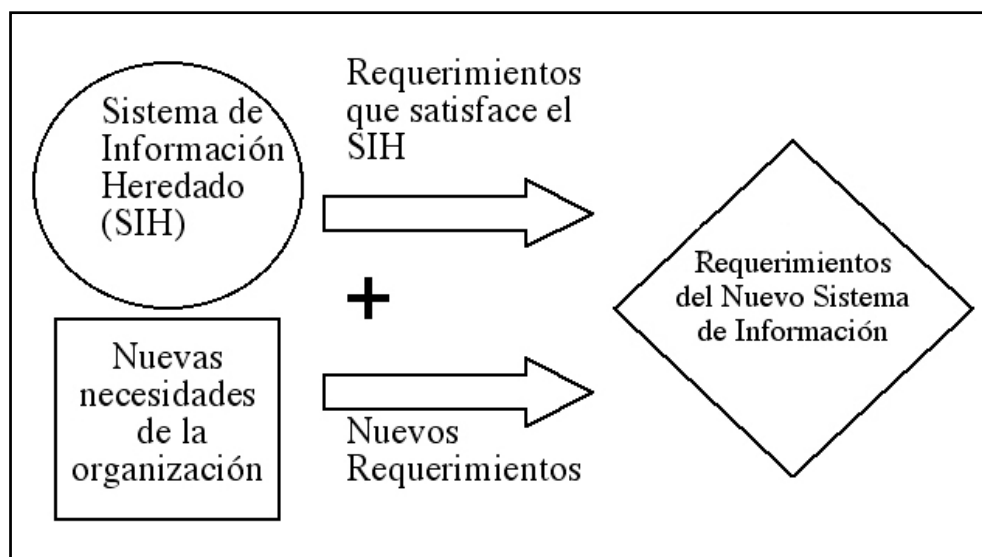 Sistema de
Información
Heredado
(SIH)
Requerimientos
que satisface el
SIH
+
Nuevas
necesidades
de la
organización
Nuevos
Requerimientos
Requerimientos
del Nuevo Sistema
de Información